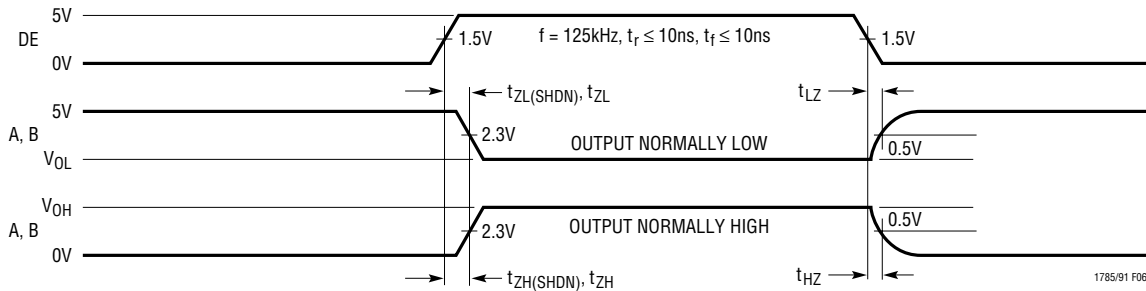 5V
DE
0V
1.5V
f = 125kHz, tr ≤ 10ns, tf ≤ 10ns
1.5V
tZL(SHDN), tZL
tLZ
5V
A, B
VOL
2.3V
OUTPUT NORMALLY LOW
0.5V
VOH
A, B
0V
2.3V
OUTPUT NORMALLY HIGH
0.5V
tZH(SHDN), tZH
tHZ
1785/91 F06